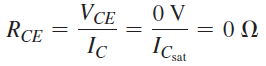 R_CE = V_CE / I_C = 0 V / I_Csat = 0 Ω